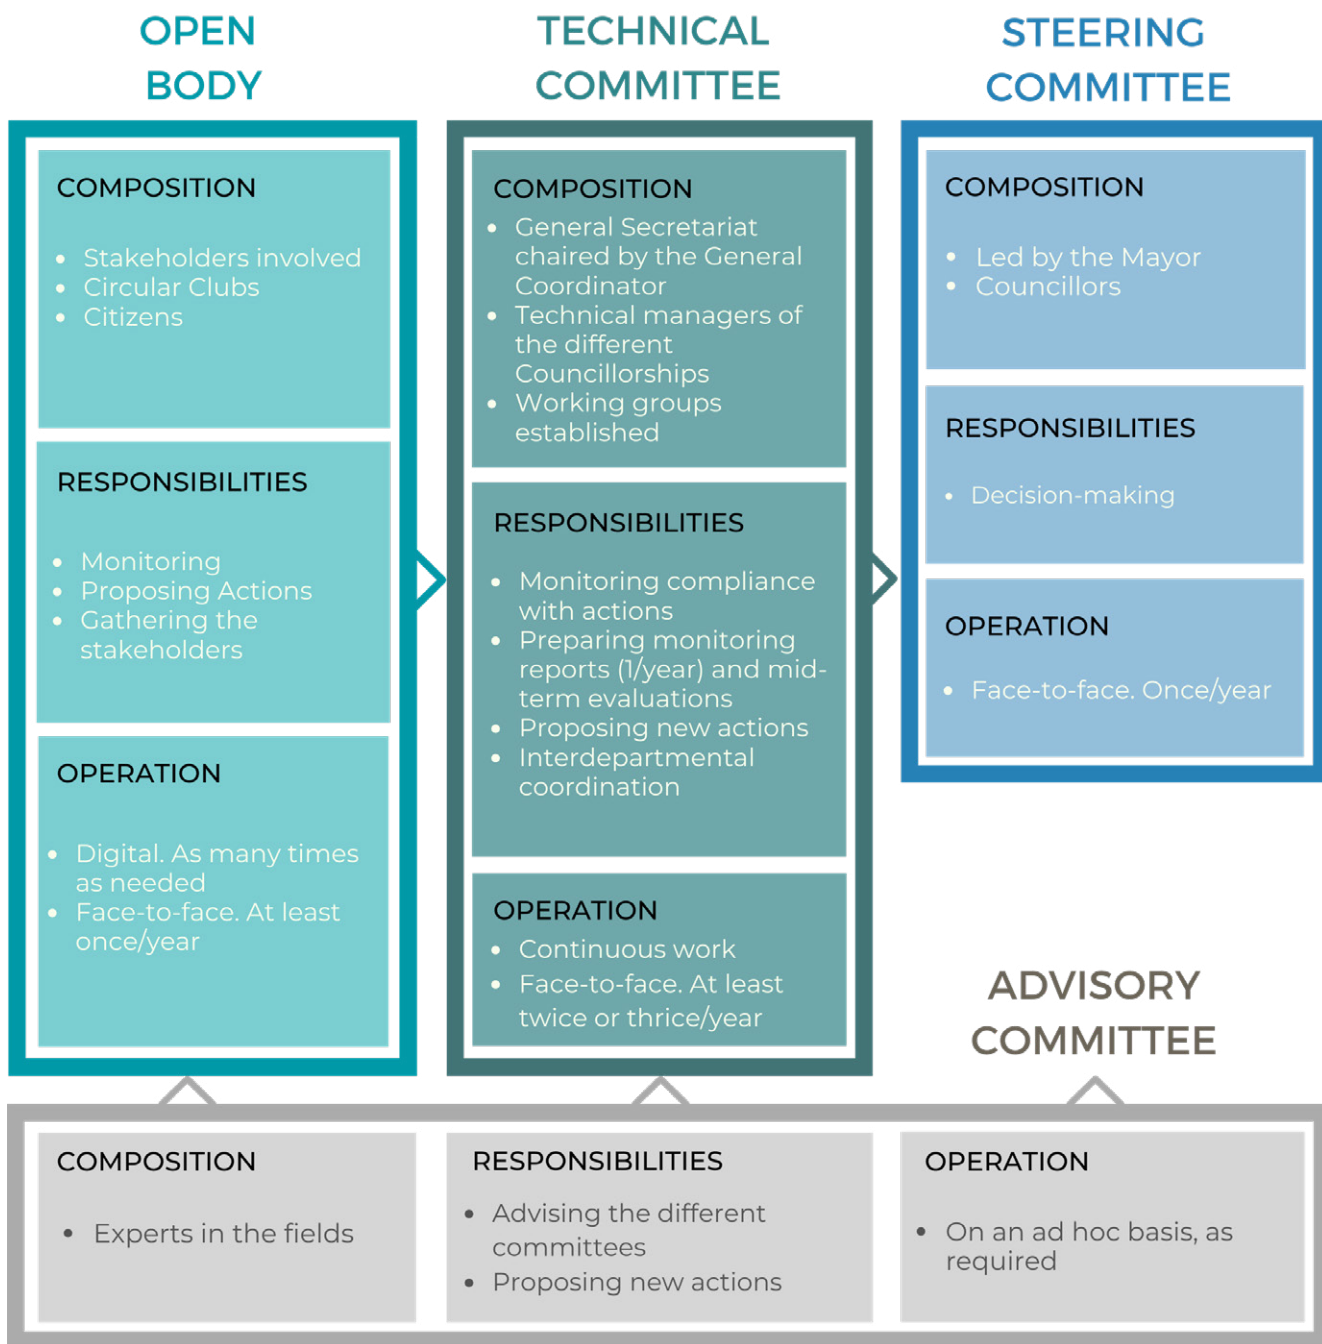 OPEN
BODY
COMPOSITION
• Stakeholders involved
• Circular Clubs
• Citizens
RESPONSIBILITIES
• Monitoring
• Proposing Actions
• Gathering the
stakeholders
OPERATION
• Digital. As many times
as needed
• Face-to-face. At least
once/year
TECHNICAL
COMMITTEE
COMPOSITION
• General Secretariat
chaired by the General
Coordinator
• Technical managers of
the different
Councillorships
• Working groups
established
RESPONSIBILITIES
• Monitoring compliance
with actions
• Preparing monitoring
reports (1/year) and mid-
term evaluations
• Proposing new actions
• Interdepartmental
coordination
OPERATION
• Continuous work
• Face-to-face. At least
twice or thrice/year
STEERING
COMMITTEE
COMPOSITION
• Led by the Mayor
• Councillors
RESPONSIBILITIES
• Decision-making
OPERATION
• Face-to-face. Once/year
ADVISORY
COMMITTEE
COMPOSITION
• Experts in the fields
RESPONSIBILITIES
• Advising the different
committees
• Proposing new actions
OPERATION
• On an ad hoc basis, as
required